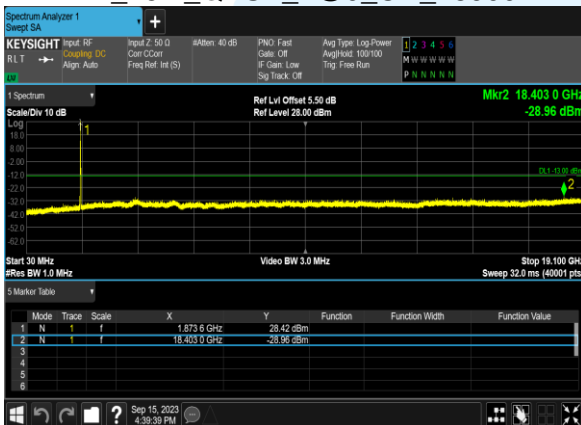 Spectrum Analyzer 1
Swept SA
KEYSIGHT Input: RF Input Z: 50 Ω #Atten: 40 dB PNO: Fast Avg Type: Log-Power 1 2 3 4 5 6
RLT Coupling: DC Corr CCorr Gate: Off Avg|Hold: 100/100 M W W W W W
Align: Auto Freq Ref: Int (S) IF Gain: Low Trig: Free Run
Sig Track: Off P N N N N N
1 Spectrum Ref Lvl Offset 5.50 dB Mkr2 18.403 0 GHz
Scale/Div 10 dB Ref Level 28.00 dBm -28.96 dBm
Log
18.0
8.00
-2.00
-12.0
-22.0
-32.0
-42.0
-52.0
-62.0
1
DL1 -13.00 dBm
2
Start 30 MHz Video BW 3.0 MHz Stop 19.100 GHz
#Res BW 1.0 MHz Sweep 32.0 ms (40001 pts
5 Marker Table
Mode Trace Scale X Y Function Function Width Function Value
1 N 1 f 1.873 6 GHz 28.42 dBm
2 N 1 f 18.403 0 GHz -28.96 dBm
3
4
5
6
? Sep 15, 2023
4:39:39 PM